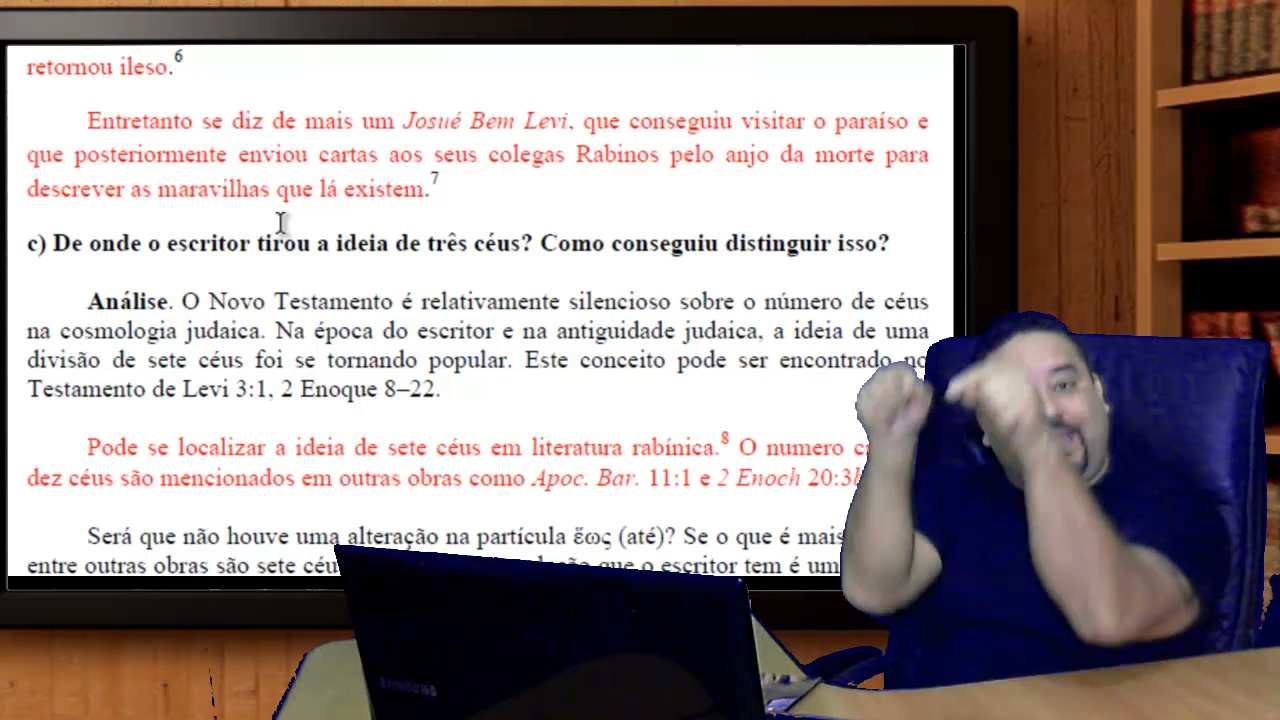 retornou ileso.⁶
Entretanto se diz de mais um Josué Bem Levi, que conseguiu visitar o paraíso e
que posteriormente enviou cartas aos seus colegas Rabinos pelo anjo da morte para
descrever as maravilhas que lá existem.⁷
c) De onde o escritor tirou a ideia de três céus? Como conseguiu distinguir isso?
Análise. O Novo Testamento é relativamente silencioso sobre o número de céus
na cosmologia judaica. Na época do escritor e na antiguidade judaica, a ideia de uma
divisão de sete céus foi se tornando popular. Este conceito pode ser encontrado no
Testamento de Levi 3:1, 2 Enoque 8–22.
Pode se localizar a ideia de sete céus em literatura rabínica.⁸ O numero
dez céus são mencionados em outras obras como Apoc. Bar. 11:1 e 2 Enoch 20:3
Será que não houve uma alteração na partícula ἕως (até)? Se o que é mais
entre outras obras são sete céu que o escritor tem é um
SAMSUNG